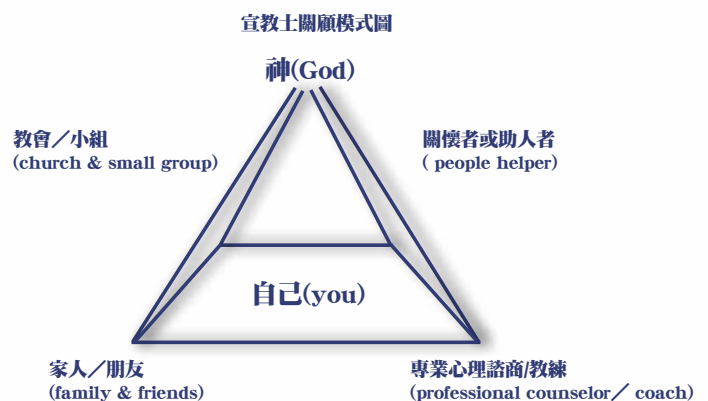 宣教士關顧模式圖
神(God)
教會／小組
(church & small group)
關懷者或助人者
( people helper)
自己(you)
家人／朋友
(family & friends)
專業心理諮商/教練
(professional counselor／ coach)